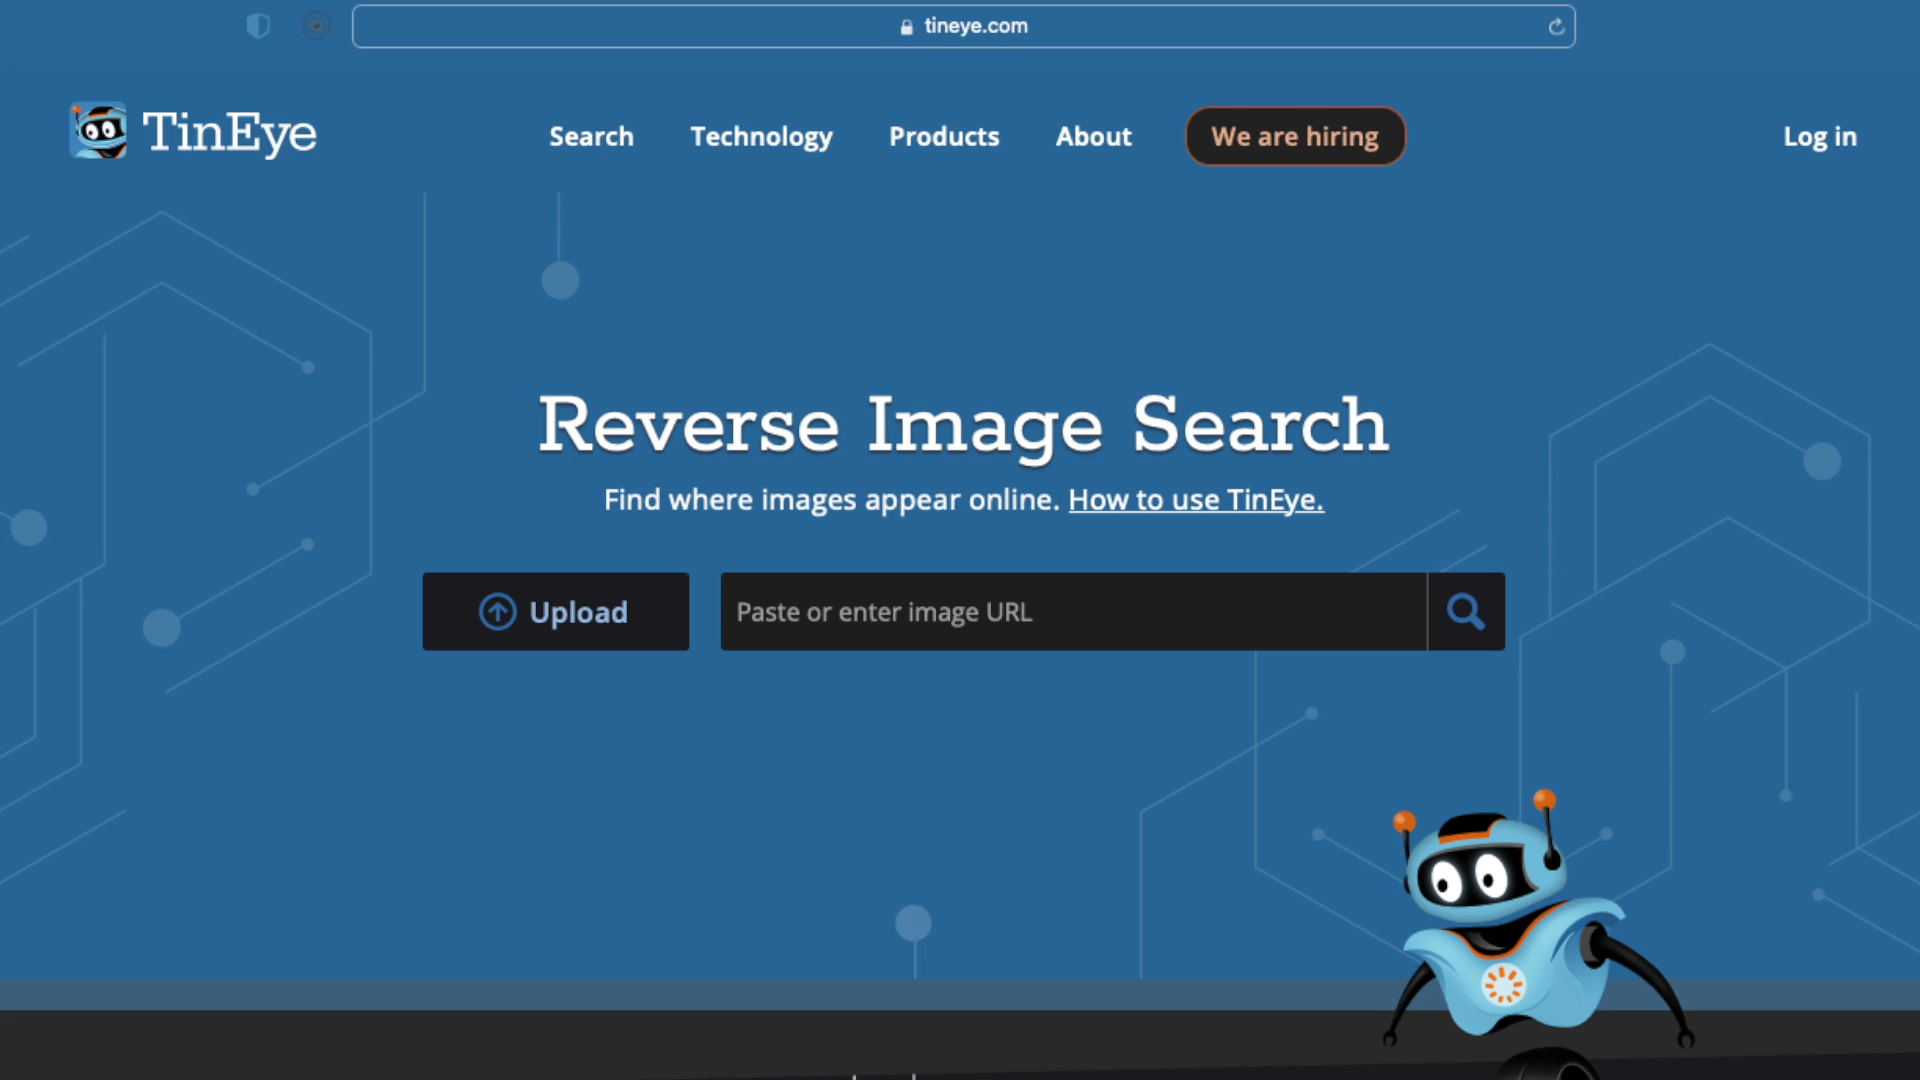 tineye.com
TinEye
Search
Technology
Products
About
We are hiring
Log in
Reverse Image Search
Find where images appear online. How to use TinEye.
Upload
Paste or enter image URL